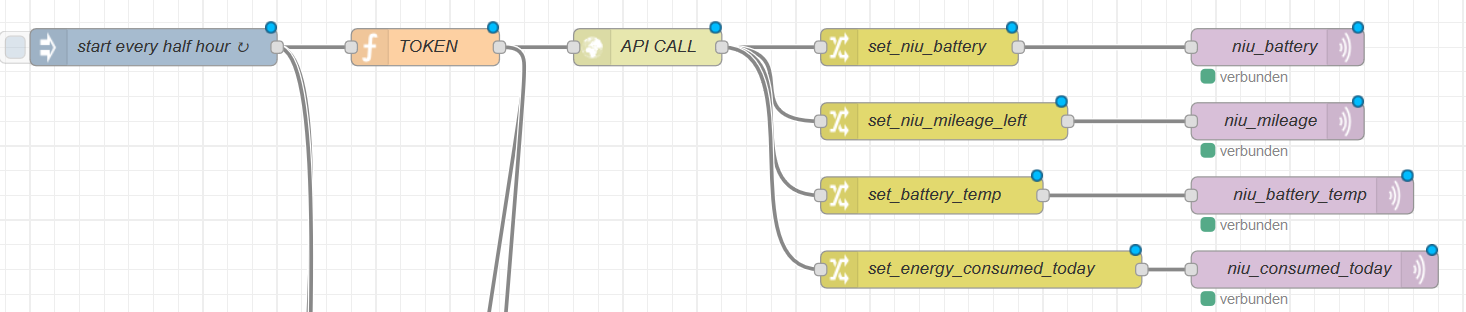 start every half hour ↻
TOKEN
API CALL
set_niu_battery
niu_battery
verbunden
set_niu_mileage_left
niu_mileage
verbunden
set_battery_temp
niu_battery_temp
verbunden
set_energy_consumed_today
niu_consumed_today
verbunden